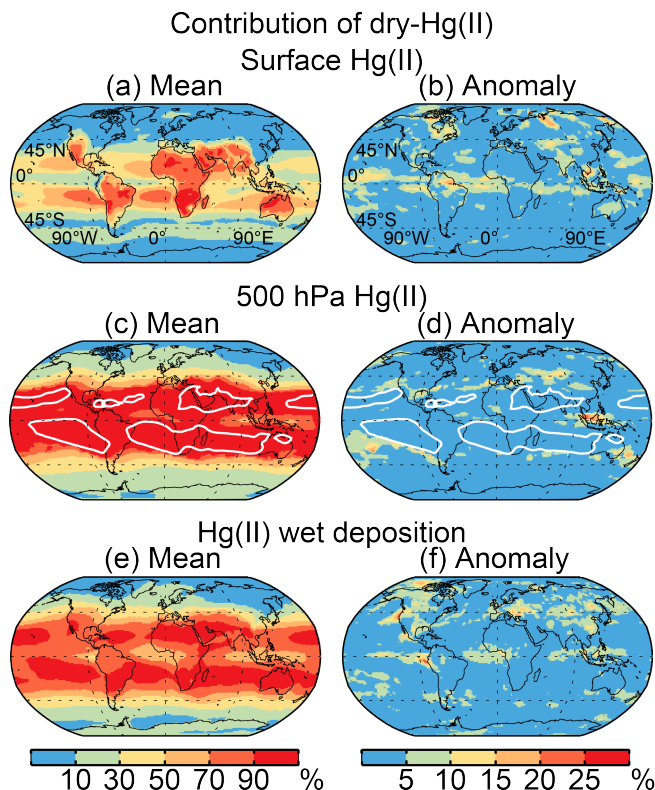 Contribution of dry-Hg(II)
Surface Hg(II)
(a) Mean
(b) Anomaly
45°N
0°
45°S
90°W 0° 90°E
45°N
0°
45°S
90°W 0° 90°E
500 hPa Hg(II)
(c) Mean
(d) Anomaly
Hg(II) wet deposition
(e) Mean
(f) Anomaly
10 30 50 70 90 %
5 10 15 20 25 %